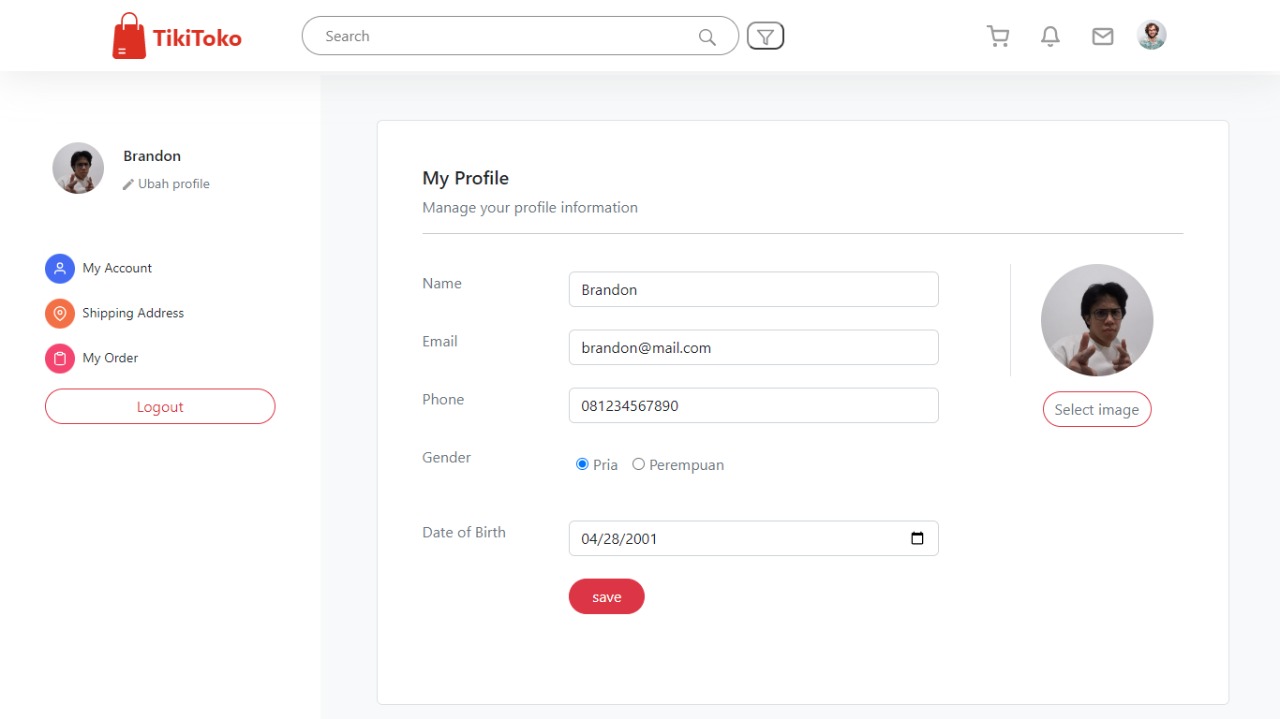 TikiToko
Search
Brandon
Ubah profile
My Account
Shipping Address
My Order
Logout
My Profile
Manage your profile information
Name
Brandon
Email
brandon@mail.com
Phone
081234567890
Gender
Pria Perempuan
Date of Birth
04/28/2001
save
Select image